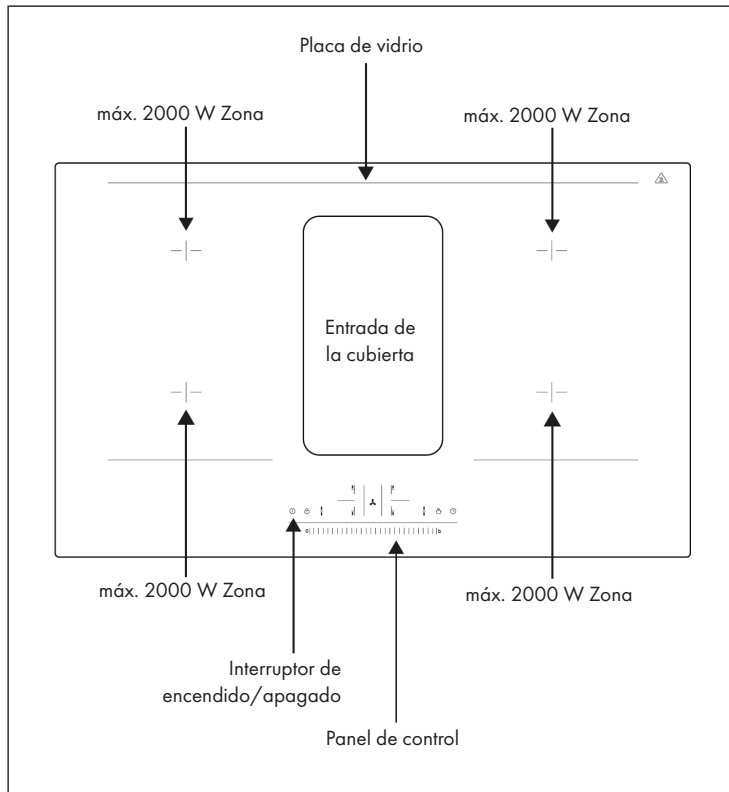 Placa de vidrio
máx. 2000 W Zona
máx. 2000 W Zona
Entrada de
la cubierta
máx. 2000 W Zona
máx. 2000 W Zona
Interruptor de
encendido/apagado
Panel de control